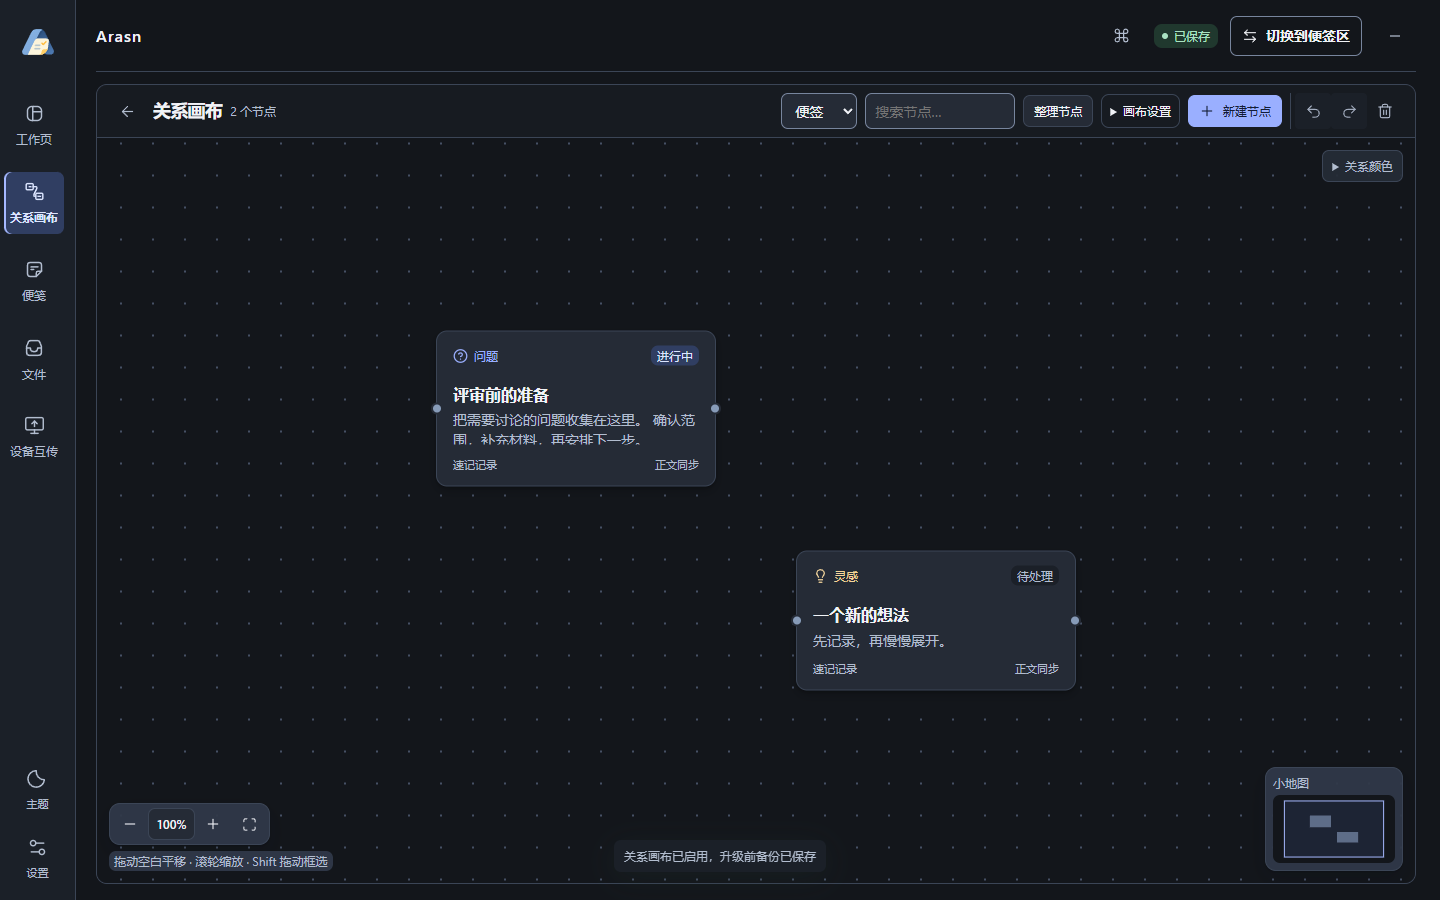 Arasn
⌘
已保存
切换到便签区
工作页
关系画布
便笺
文件
设备互传
主题
设置
关系画布 2 个节点
便签
搜索节点...
整理节点
画布设置
新建节点
关系颜色
问题
进行中
评审前的准备
把需要讨论的问题收集在这里。 确认范
围，补充材料，再安排下一步。
速记记录
正文同步
灵感
待处理
一个新的想法
先记录，再慢慢展开。
速记记录
正文同步
100%
拖动空白平移 · 滚轮缩放 · Shift 拖动框选
关系画布已启用，升级前备份已保存
小地图